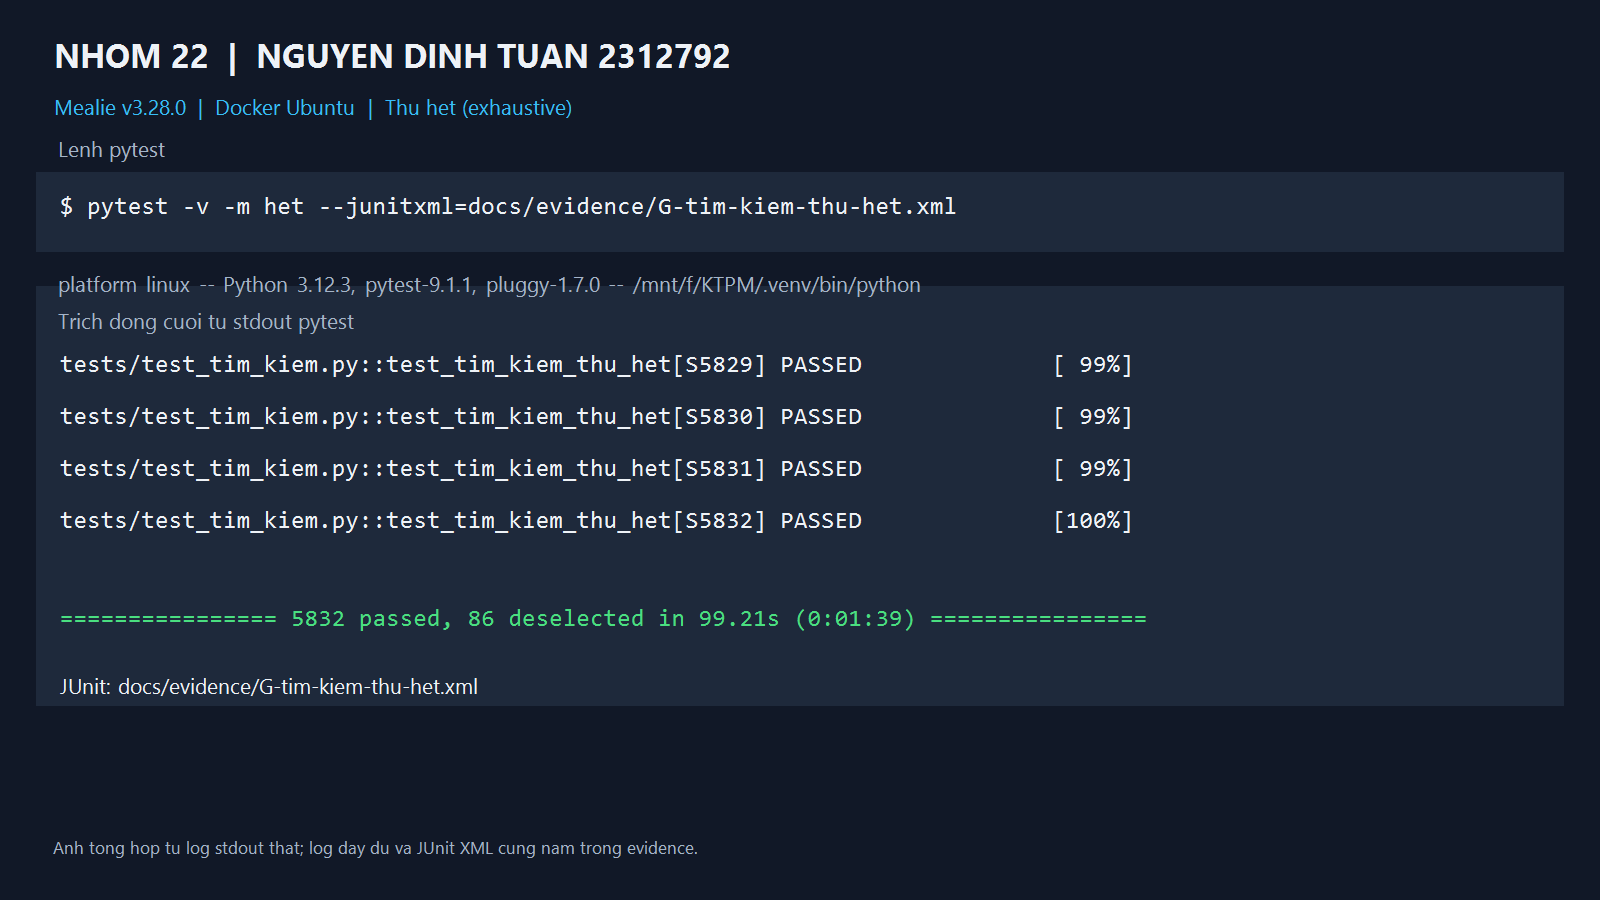 NHOM 22 | NGUYEN DINH TUAN 2312792
Mealie v3.28.0 | Docker Ubuntu | Thu het (exhaustive)
Lenh pytest
$ pytest -v -m het --junitxml=docs/evidence/G-tim-kiem-thu-het.xml
platform linux -- Python 3.12.3, pytest-9.1.1, pluggy-1.7.0 -- /mnt/f/KTPM/.venv/bin/python
Trich dong cuoi tu stdout pytest
tests/test_tim_kiem.py::test_tim_kiem_thu_het[S5829] PASSED [ 99%]
tests/test_tim_kiem.py::test_tim_kiem_thu_het[S5830] PASSED [ 99%]
tests/test_tim_kiem.py::test_tim_kiem_thu_het[S5831] PASSED [ 99%]
tests/test_tim_kiem.py::test_tim_kiem_thu_het[S5832] PASSED [100%]
================ 5832 passed, 86 deselected in 99.21s (0:01:39) ================
JUnit: docs/evidence/G-tim-kiem-thu-het.xml
Anh tong hop tu log stdout that; log day du va JUnit XML cung nam trong evidence.